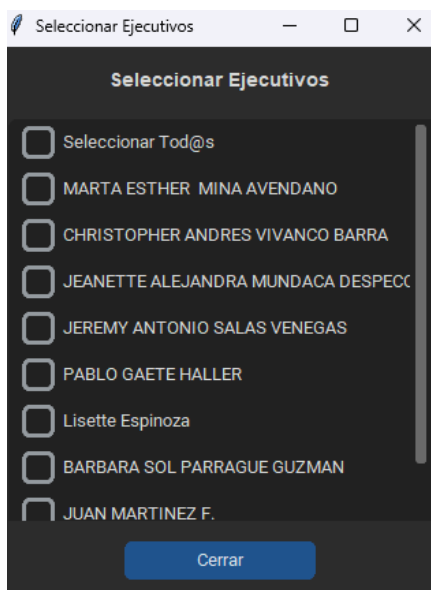 Seleccionar Ejecutivos
Seleccionar Ejecutivos
Seleccionar Tod@s
MARTA ESTHER  MINA AVENDANO
CHRISTOPHER ANDRES VIVANCO BARRA
JEANETTE ALEJANDRA MUNDACA DESPECC
JEREMY ANTONIO SALAS VENEGAS
PABLO GAETE HALLER
Lisette Espinoza
BARBARA SOL PARRAGUE GUZMAN
JUAN MARTINEZ F.
Cerrar